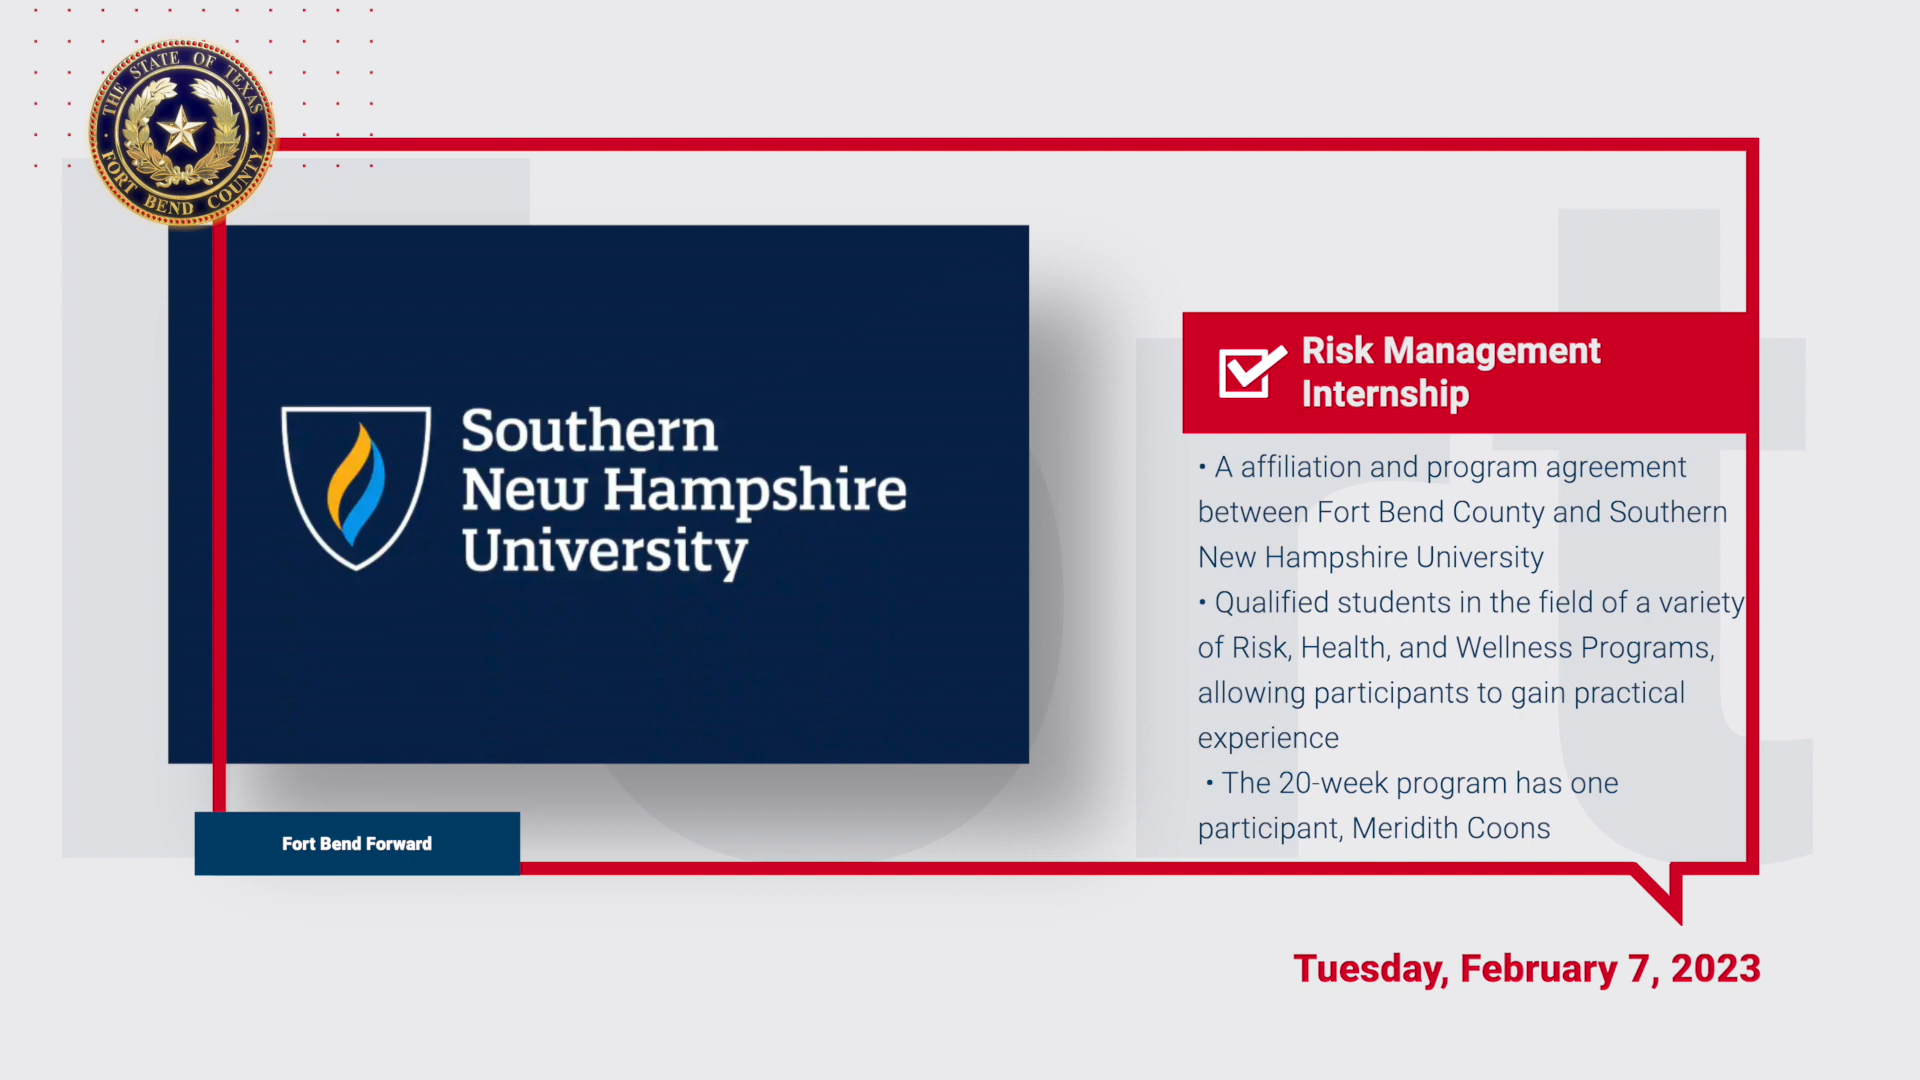 THE STATE OF TEXAS
FORT BEND COUNTY
Southern
New Hampshire
University
Risk Management
Internship
• A affiliation and program agreement
between Fort Bend County and Southern
New Hampshire University
• Qualified students in the field of a variety
of Risk, Health, and Wellness Programs,
allowing participants to gain practical
experience
• The 20-week program has one
participant, Meridith Coons
Fort Bend Forward
Tuesday, February 7, 2023
rt